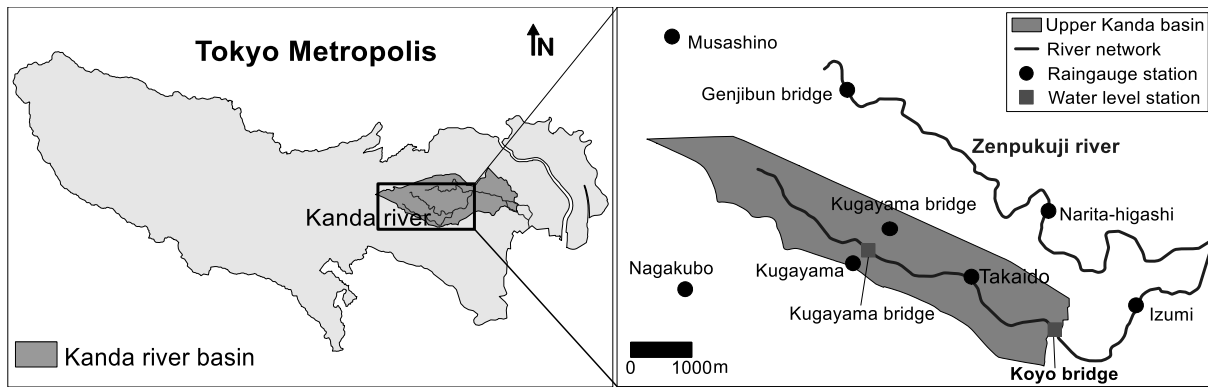 Tokyo Metropolis
N
Kanda river
Kanda river basin
Upper Kanda basin
River network
Raingauge station
Water level station
Musashino
Genjibun bridge
Zenpukuji river
Kugayama bridge
Narita-higashi
Nagakubo
Kugayama
Takaido
Kugayama bridge
Izumi
0 1000m
Koyo bridge